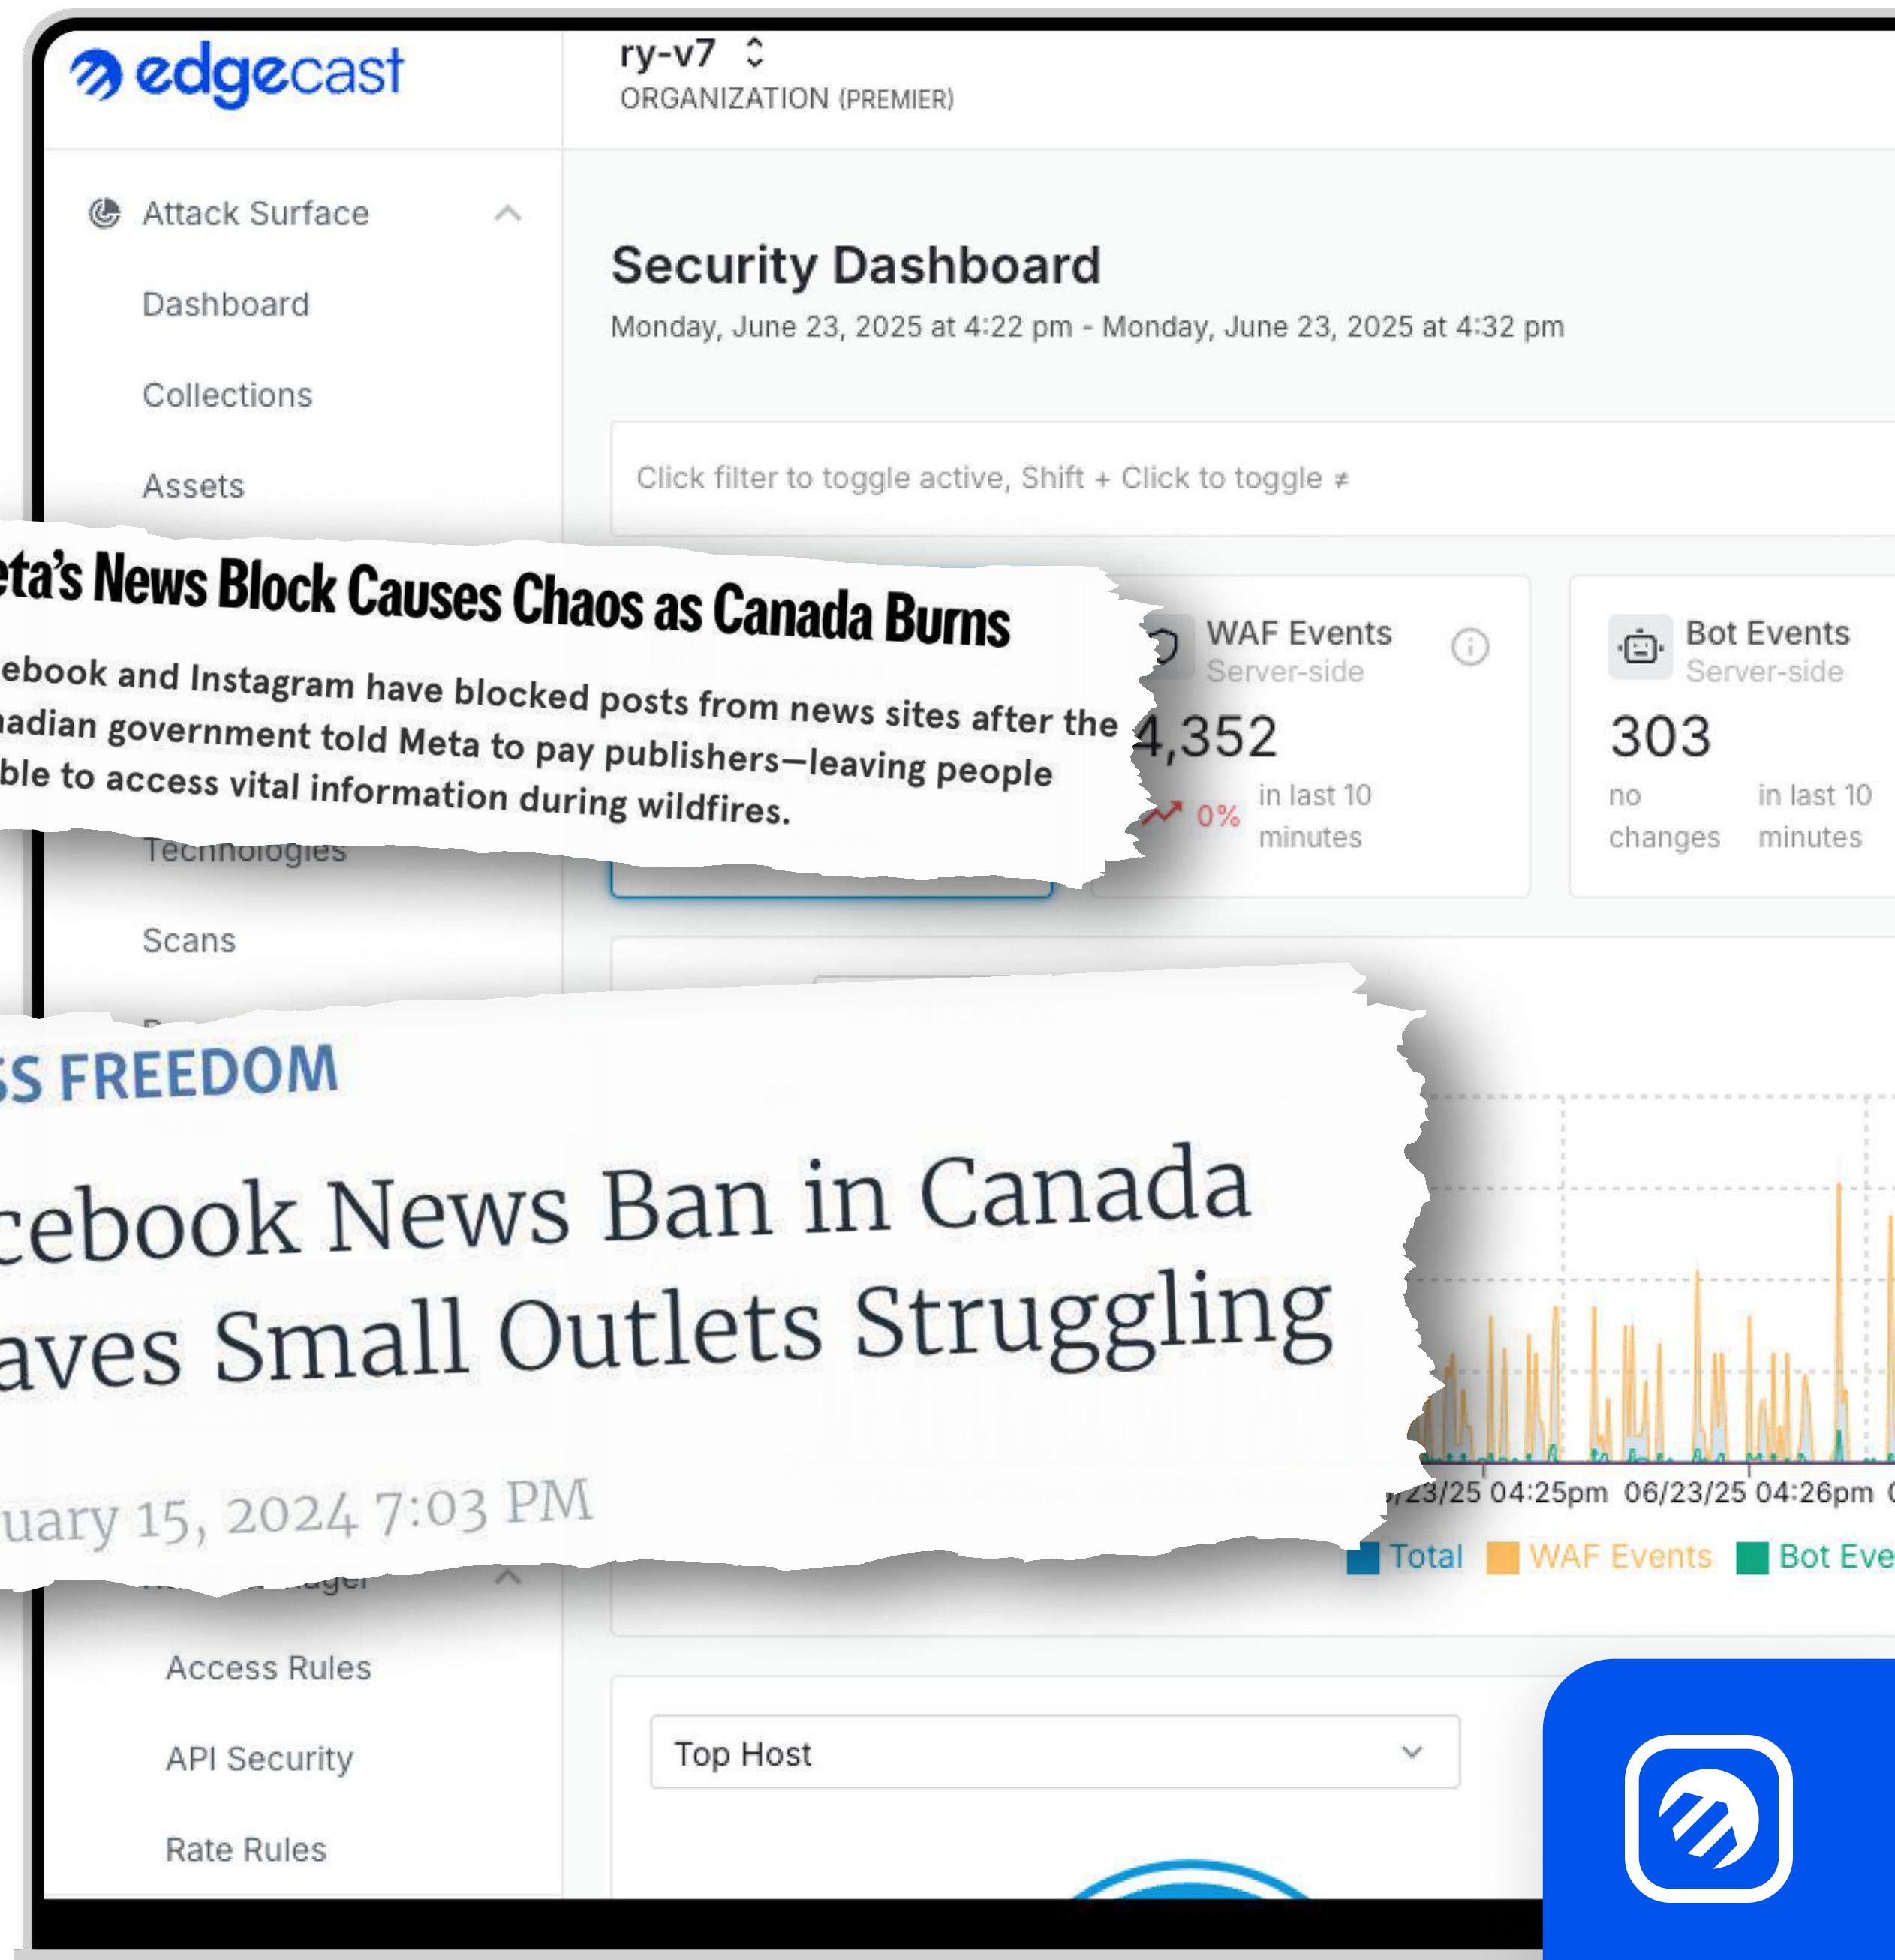 edgecast
ry-v7
ORGANIZATION (PREMIER)
Attack Surface
Dashboard
Collections
Assets
Security Dashboard
Monday, June 23, 2025 at 4:22 pm - Monday, June 23, 2025 at 4:32 pm
Click filter to toggle active, Shift + Click to toggle ≠
eta's News Block Causes Chaos as Canada Burns
ebook and Instagram have blocked posts from news sites after the
adian government told Meta to pay publishers—leaving people
ble to access vital information during wildfires.
WAF Events
Server-side
4,352
0%
in last 10
minutes
Bot Events
Server-side
303
no
changes
in last 10
minutes
Technologies
Scans
SS FREEDOM
cebook News Ban in Canada
aves Small Outlets Struggling
uary 15, 2024 7:03 PM
/23/25 04:25pm 06/23/25 04:26pm
Total WAF Events Bot Eve
Access Rules
API Security
Rate Rules
Top Host